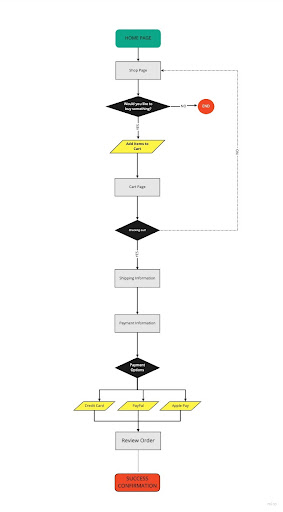 HOME PAGE
Shop Page
Would you like to
buy something?
NO
END
YES
Add Items to
Cart
Cart Page
Checking out?
NO
YES
Shipping Information
Payment Information
Payment
Options
Credit Card
PayPal
Apple Pay
Review Order
SUCCESS
CONFIRMATION